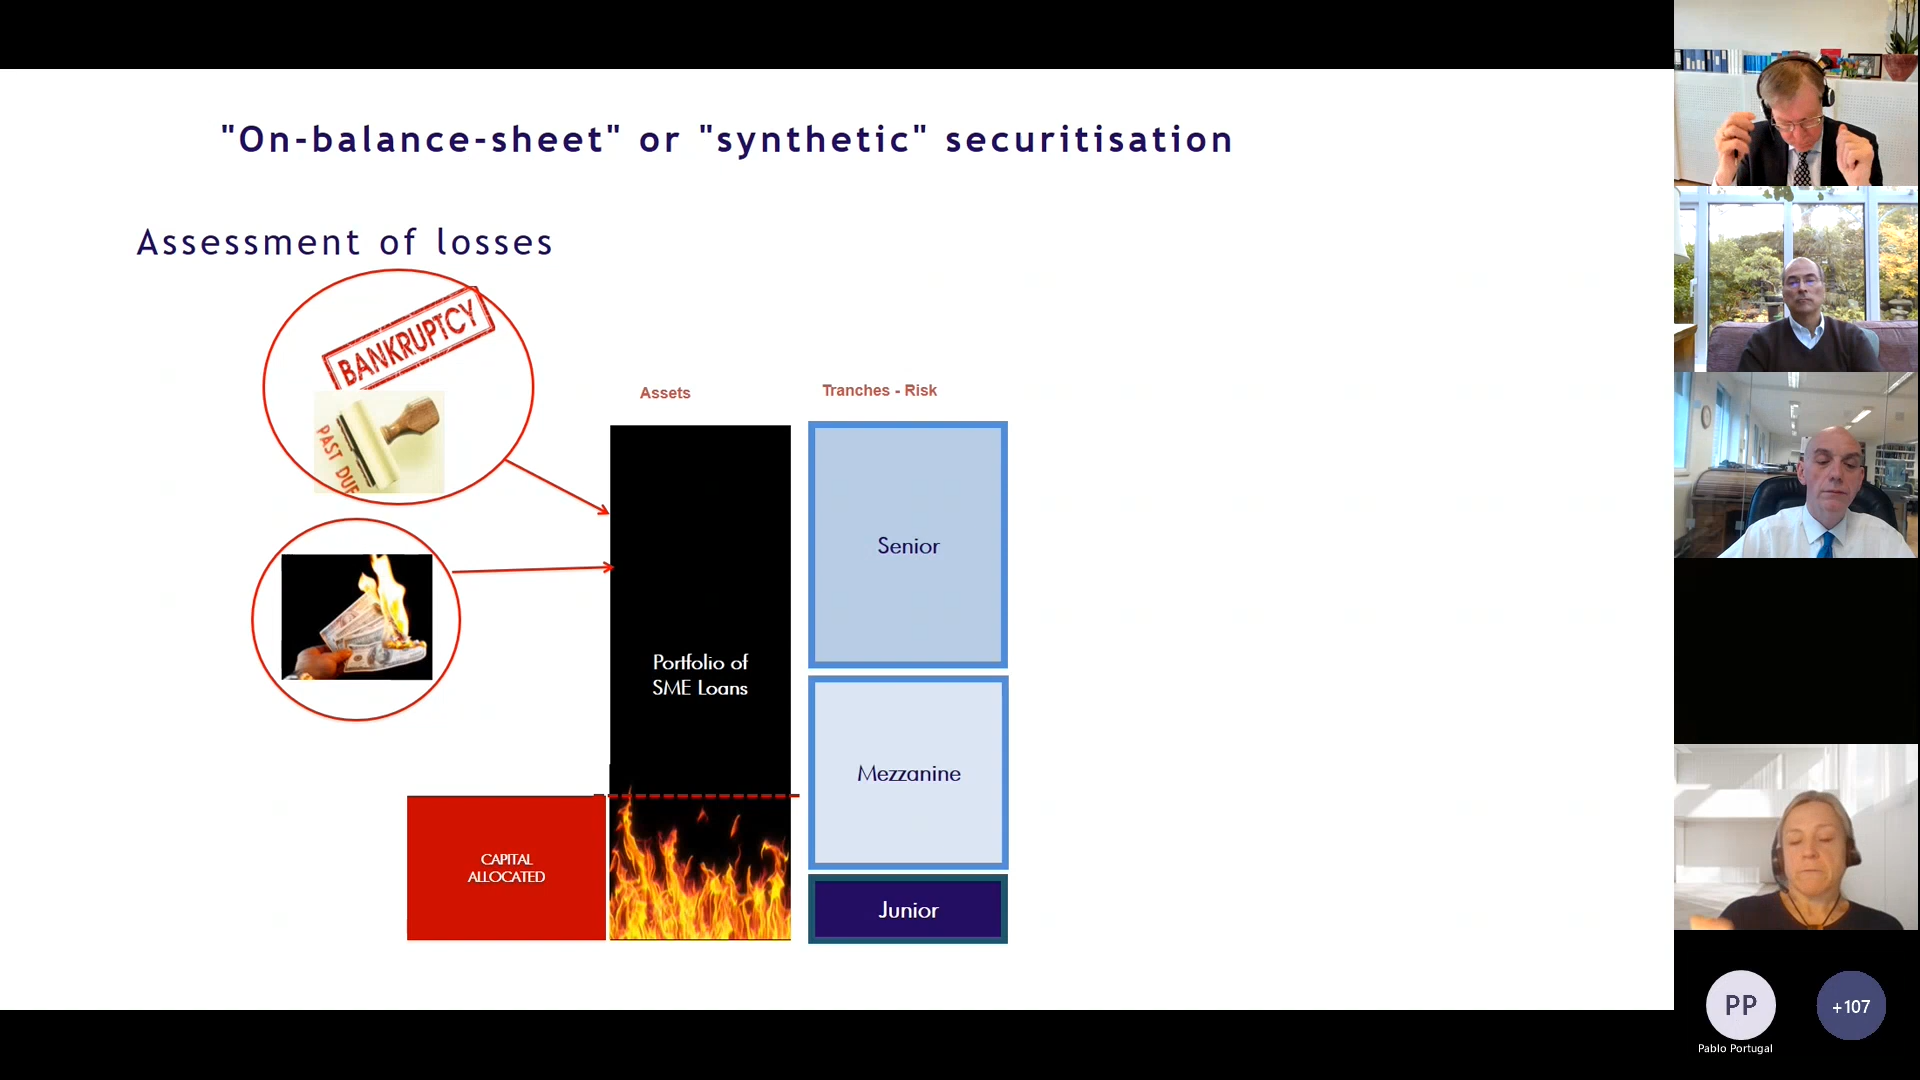 "On-balance-sheet" or "synthetic" securitisation
Assessment of losses
BANKRUPTCY
PAST DUE
Assets
Tranches - Risk
Senior
Portfolio of
SME Loans
Mezzanine
CAPITAL
ALLOCATED
Junior
PP
+107
Pablo Portugal